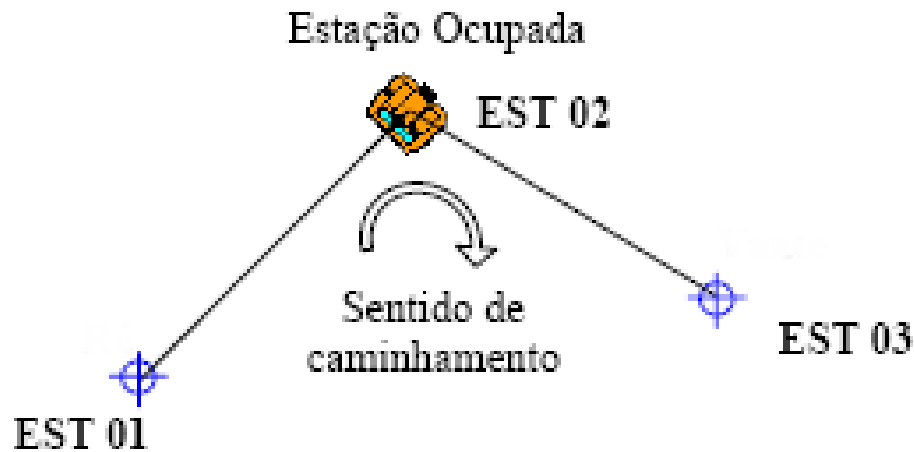 Estação Ocupada
EST 02
Sentido de
caminhamento
EST 03
EST 01